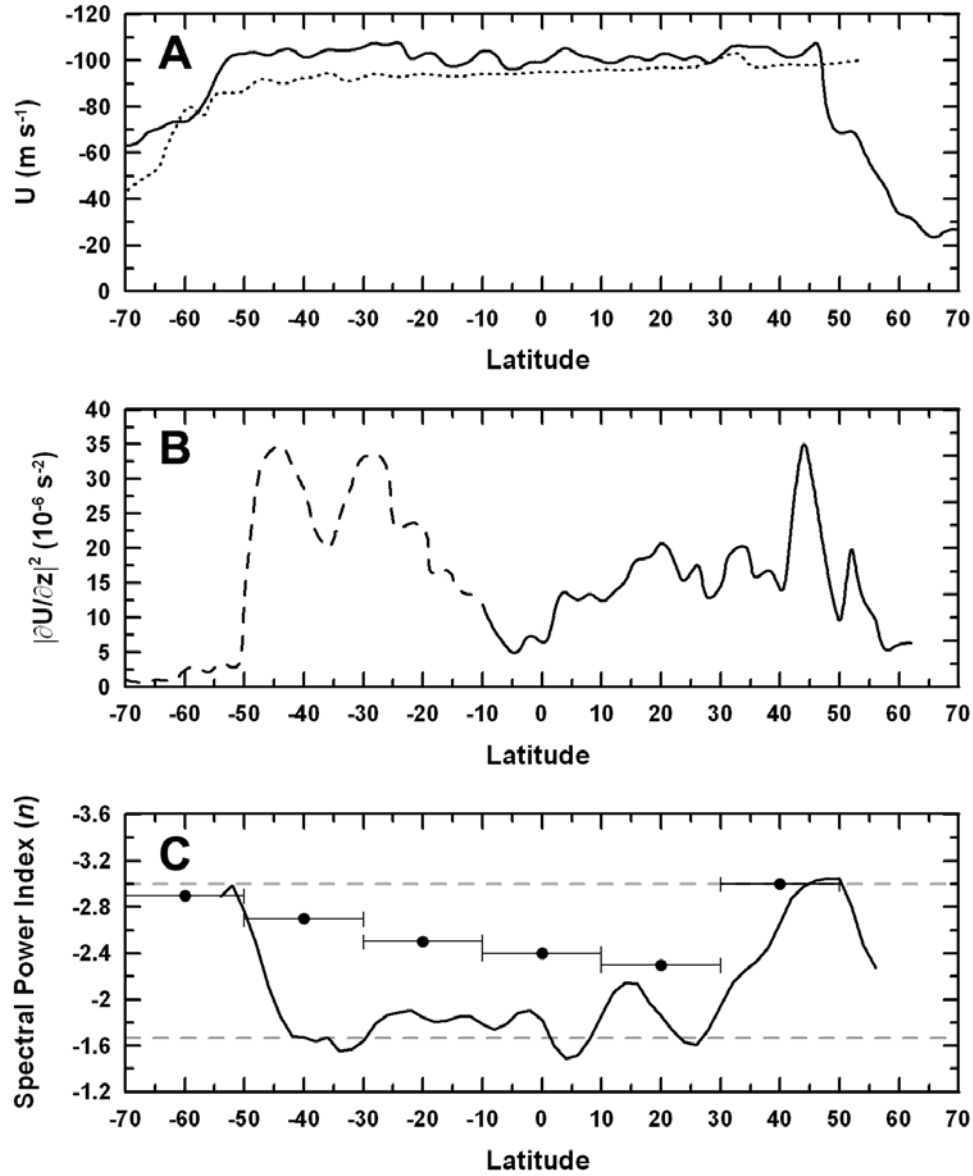 A
U (m s⁻¹)
-120
-100
-80
-60
-40
-20
0
-70 -60 -50 -40 -30 -20 -10 0 10 20 30 40 50 60 70
Latitude
B
|∂U/∂z|² (10⁻⁶ s⁻²)
40
35
30
25
20
15
10
5
0
-70 -60 -50 -40 -30 -20 -10 0 10 20 30 40 50 60 70
Latitude
C
Spectral Power Index (n)
-3.6
-3.2
-2.8
-2.4
-2
-1.6
-1.2
-70 -60 -50 -40 -30 -20 -10 0 10 20 30 40 50 60 70
Latitude